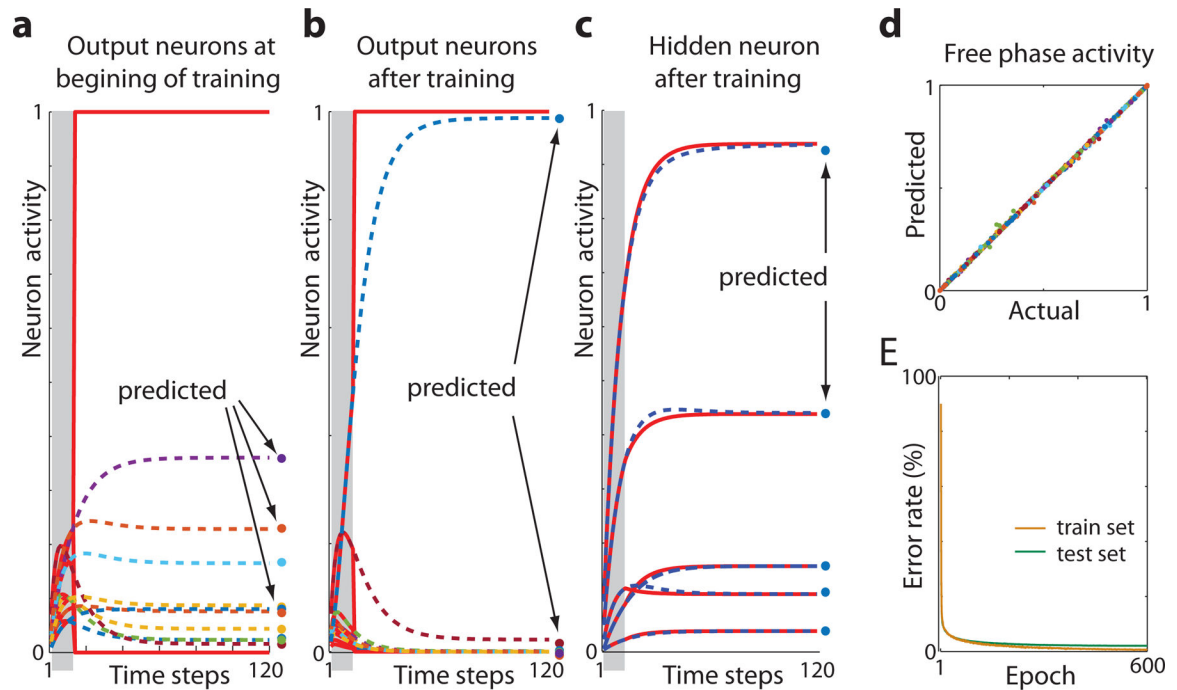 a
Output neurons at
begining of training
1
Neuron activity
predicted
0
Time steps
120
b
Output neurons
after training
1
Neuron activity
predicted
0
1
Time steps
120
c
Hidden neuron
after training
1
Neuron activity
predicted
0
1
Time steps
120
d
Free phase activity
1
Predicted
0
0
Actual
1
E
100
Error rate (%)
train set
test set
0
1
Epoch
600